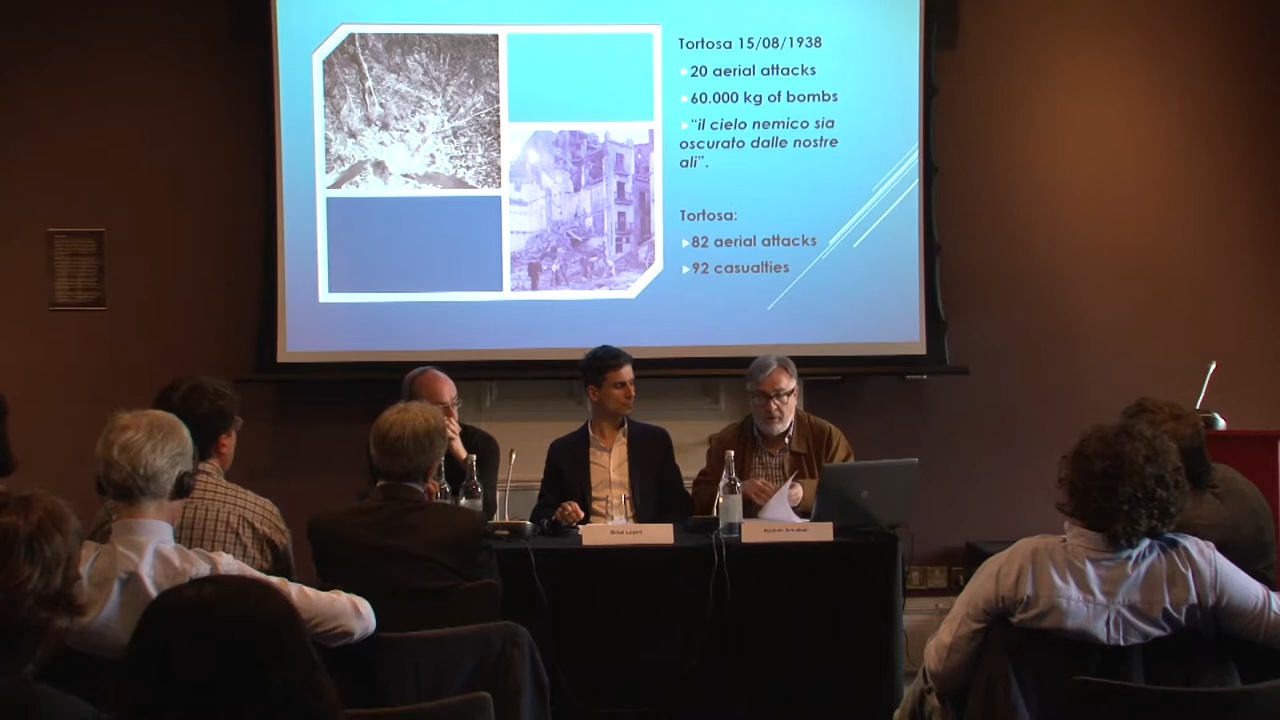 Tortosa 15/08/1938
20 aerial attacks
60.000 kg of bombs
“il cielo nemico sia
oscurato dalle nostre
ali”.
Tortosa:
82 aerial attacks
92 casualties